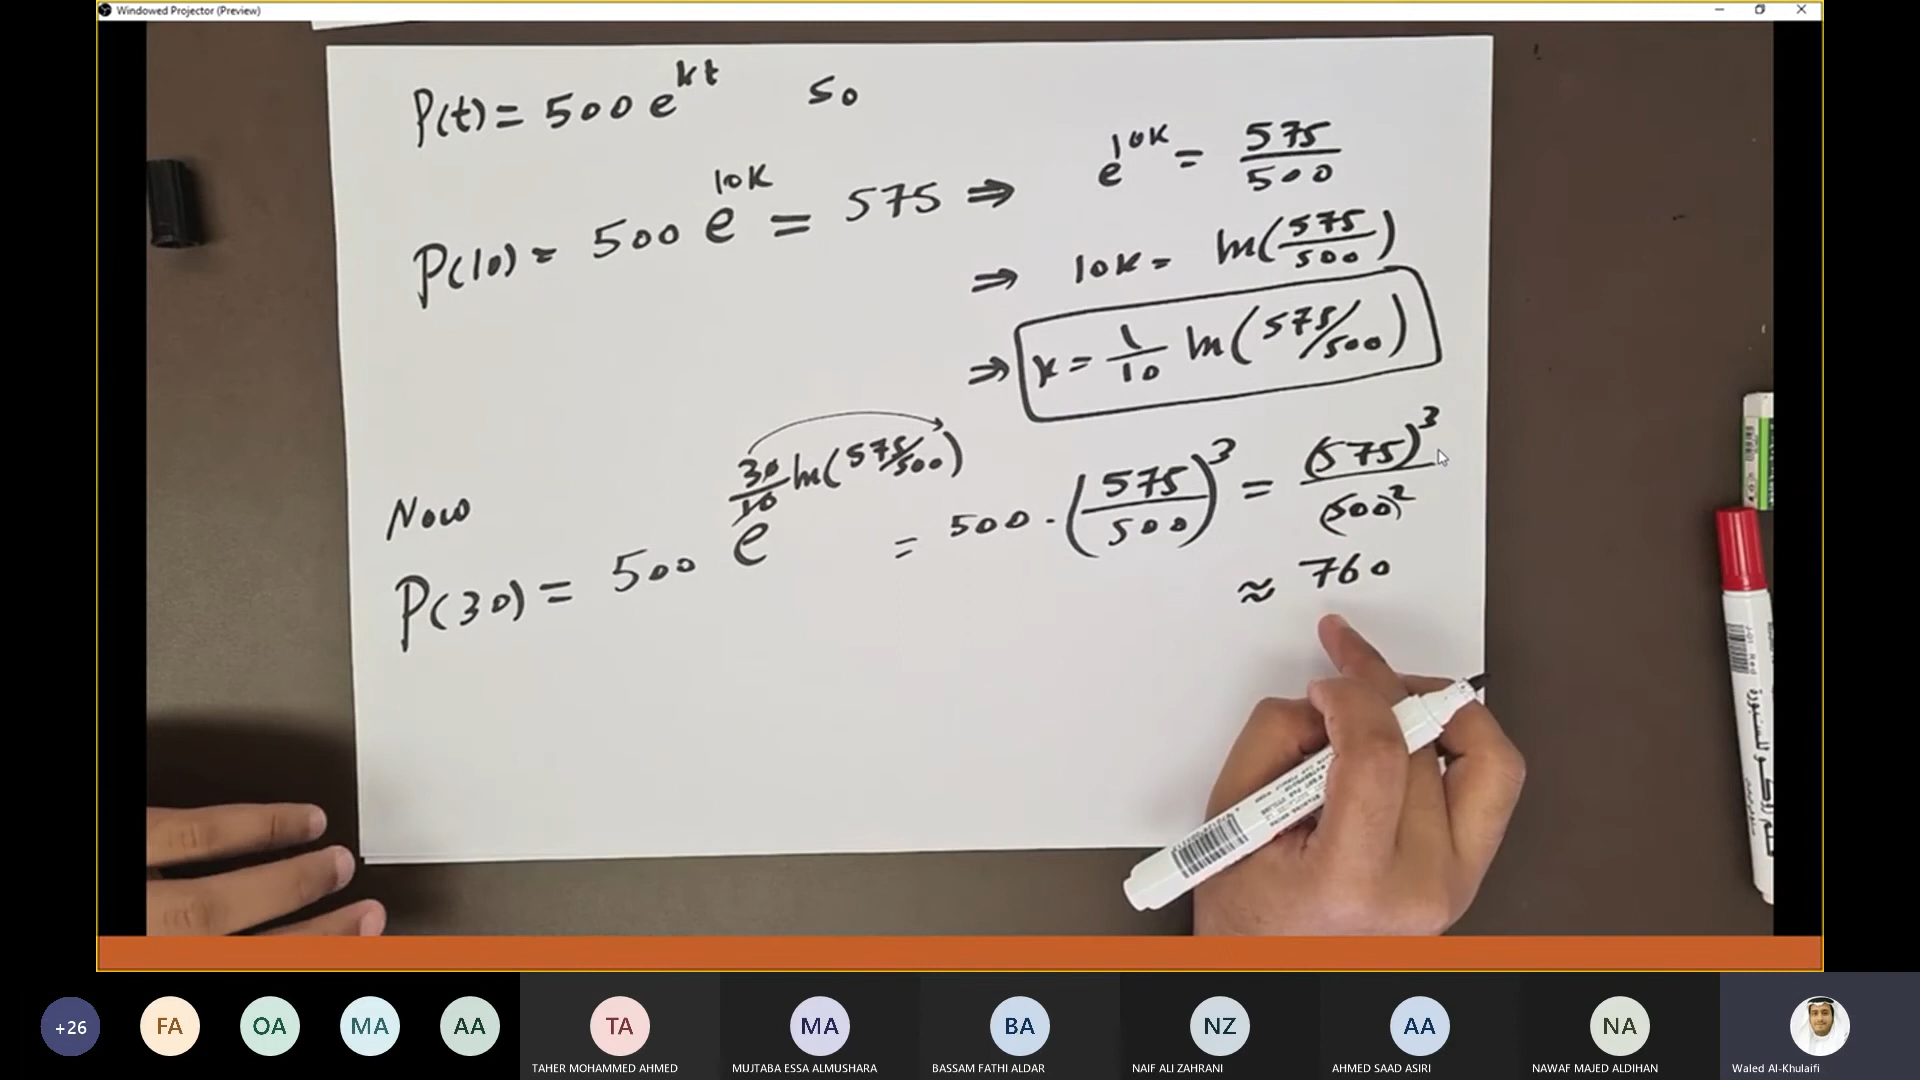 Windowed Projector (Preview)
P(t) = 500 e^{kt} so
P(10) = 500 e^{10K} = 575 ⇒ e^{10K} = 575/500
⇒ 10K = ln(575/500)
⇒ K = 1/10 ln(575/500)
Now
P(30) = 500 e^{30/10 ln(575/500)} = 500 · (575/500)^3 = (575)^3/(500)^2
≈ 760
+26
FA
OA
MA
AA
TA
MA
BA
NZ
AA
NA
TAHER MOHAMMED AHMED
MUJTABA ESSA ALMUSHARA
BASSAM FATHI ALDAR
NAIF ALI ZAHRANI
AHMED SAAD ASIRI
NAWAF MAJED ALDIHAN
Waled Al-Khulaifi